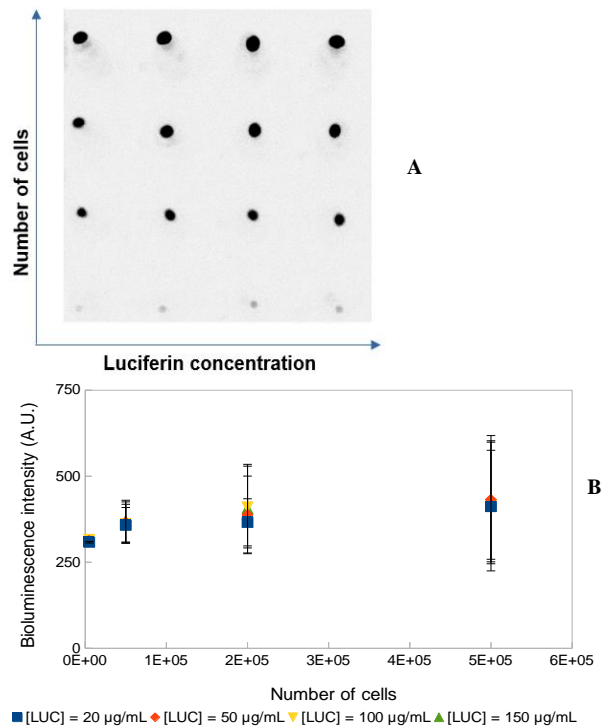 Number of cells
A
Luciferin concentration
Bioluminescence intensity (A.U.)
750
500
250
0
B
0E+00 1E+05 2E+05 3E+05 4E+05 5E+05 6E+05
Number of cells
[LUC] = 20 µg/mL [LUC] = 50 µg/mL [LUC] = 100 µg/mL [LUC] = 150 µg/mL